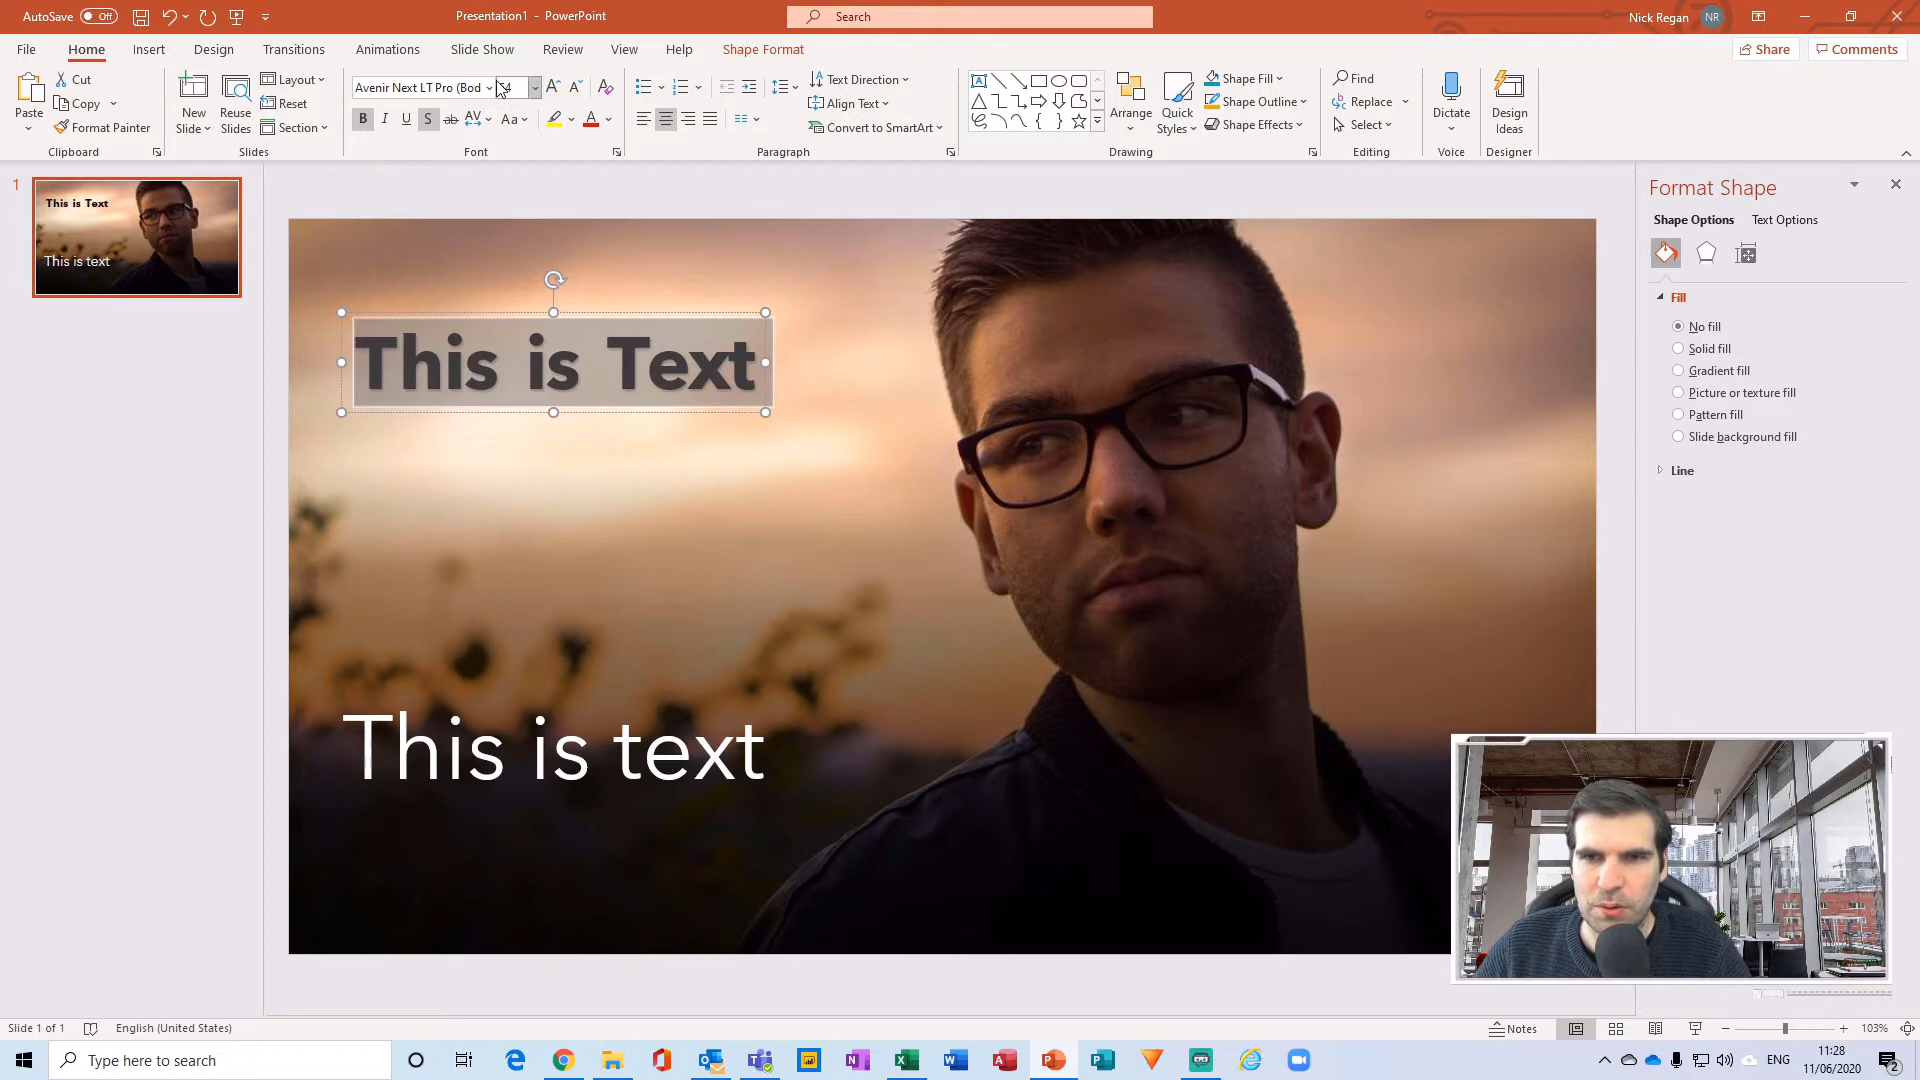 AutoSave Off Presentation1 - PowerPoint Search Nick Regan NR
File Home Insert Design Transitions Animations Slide Show Review View Help Shape Format Share Comments
Paste Cut Copy Format Painter Clipboard
New Slide Reuse Slides Layout Reset Section Slides
Avenir Next LT Pro (Bod
B I U S ab AV Aa A Font
Text Direction Align Text Convert to SmartArt Paragraph
Arrange Quick Styles Shape Fill Shape Outline Shape Effects Drawing
Find Replace Select Editing
Dictate Voice
Design Ideas Designer
1
This is Text
This is text
This is Text
This is text
Format Shape
Shape Options Text Options
Fill
No fill
Solid fill
Gradient fill
Picture or texture fill
Pattern fill
Slide background fill
Line
Slide 1 of 1 English (United States) Notes 103%
Type here to search ENG 11:28
11/06/2020 2